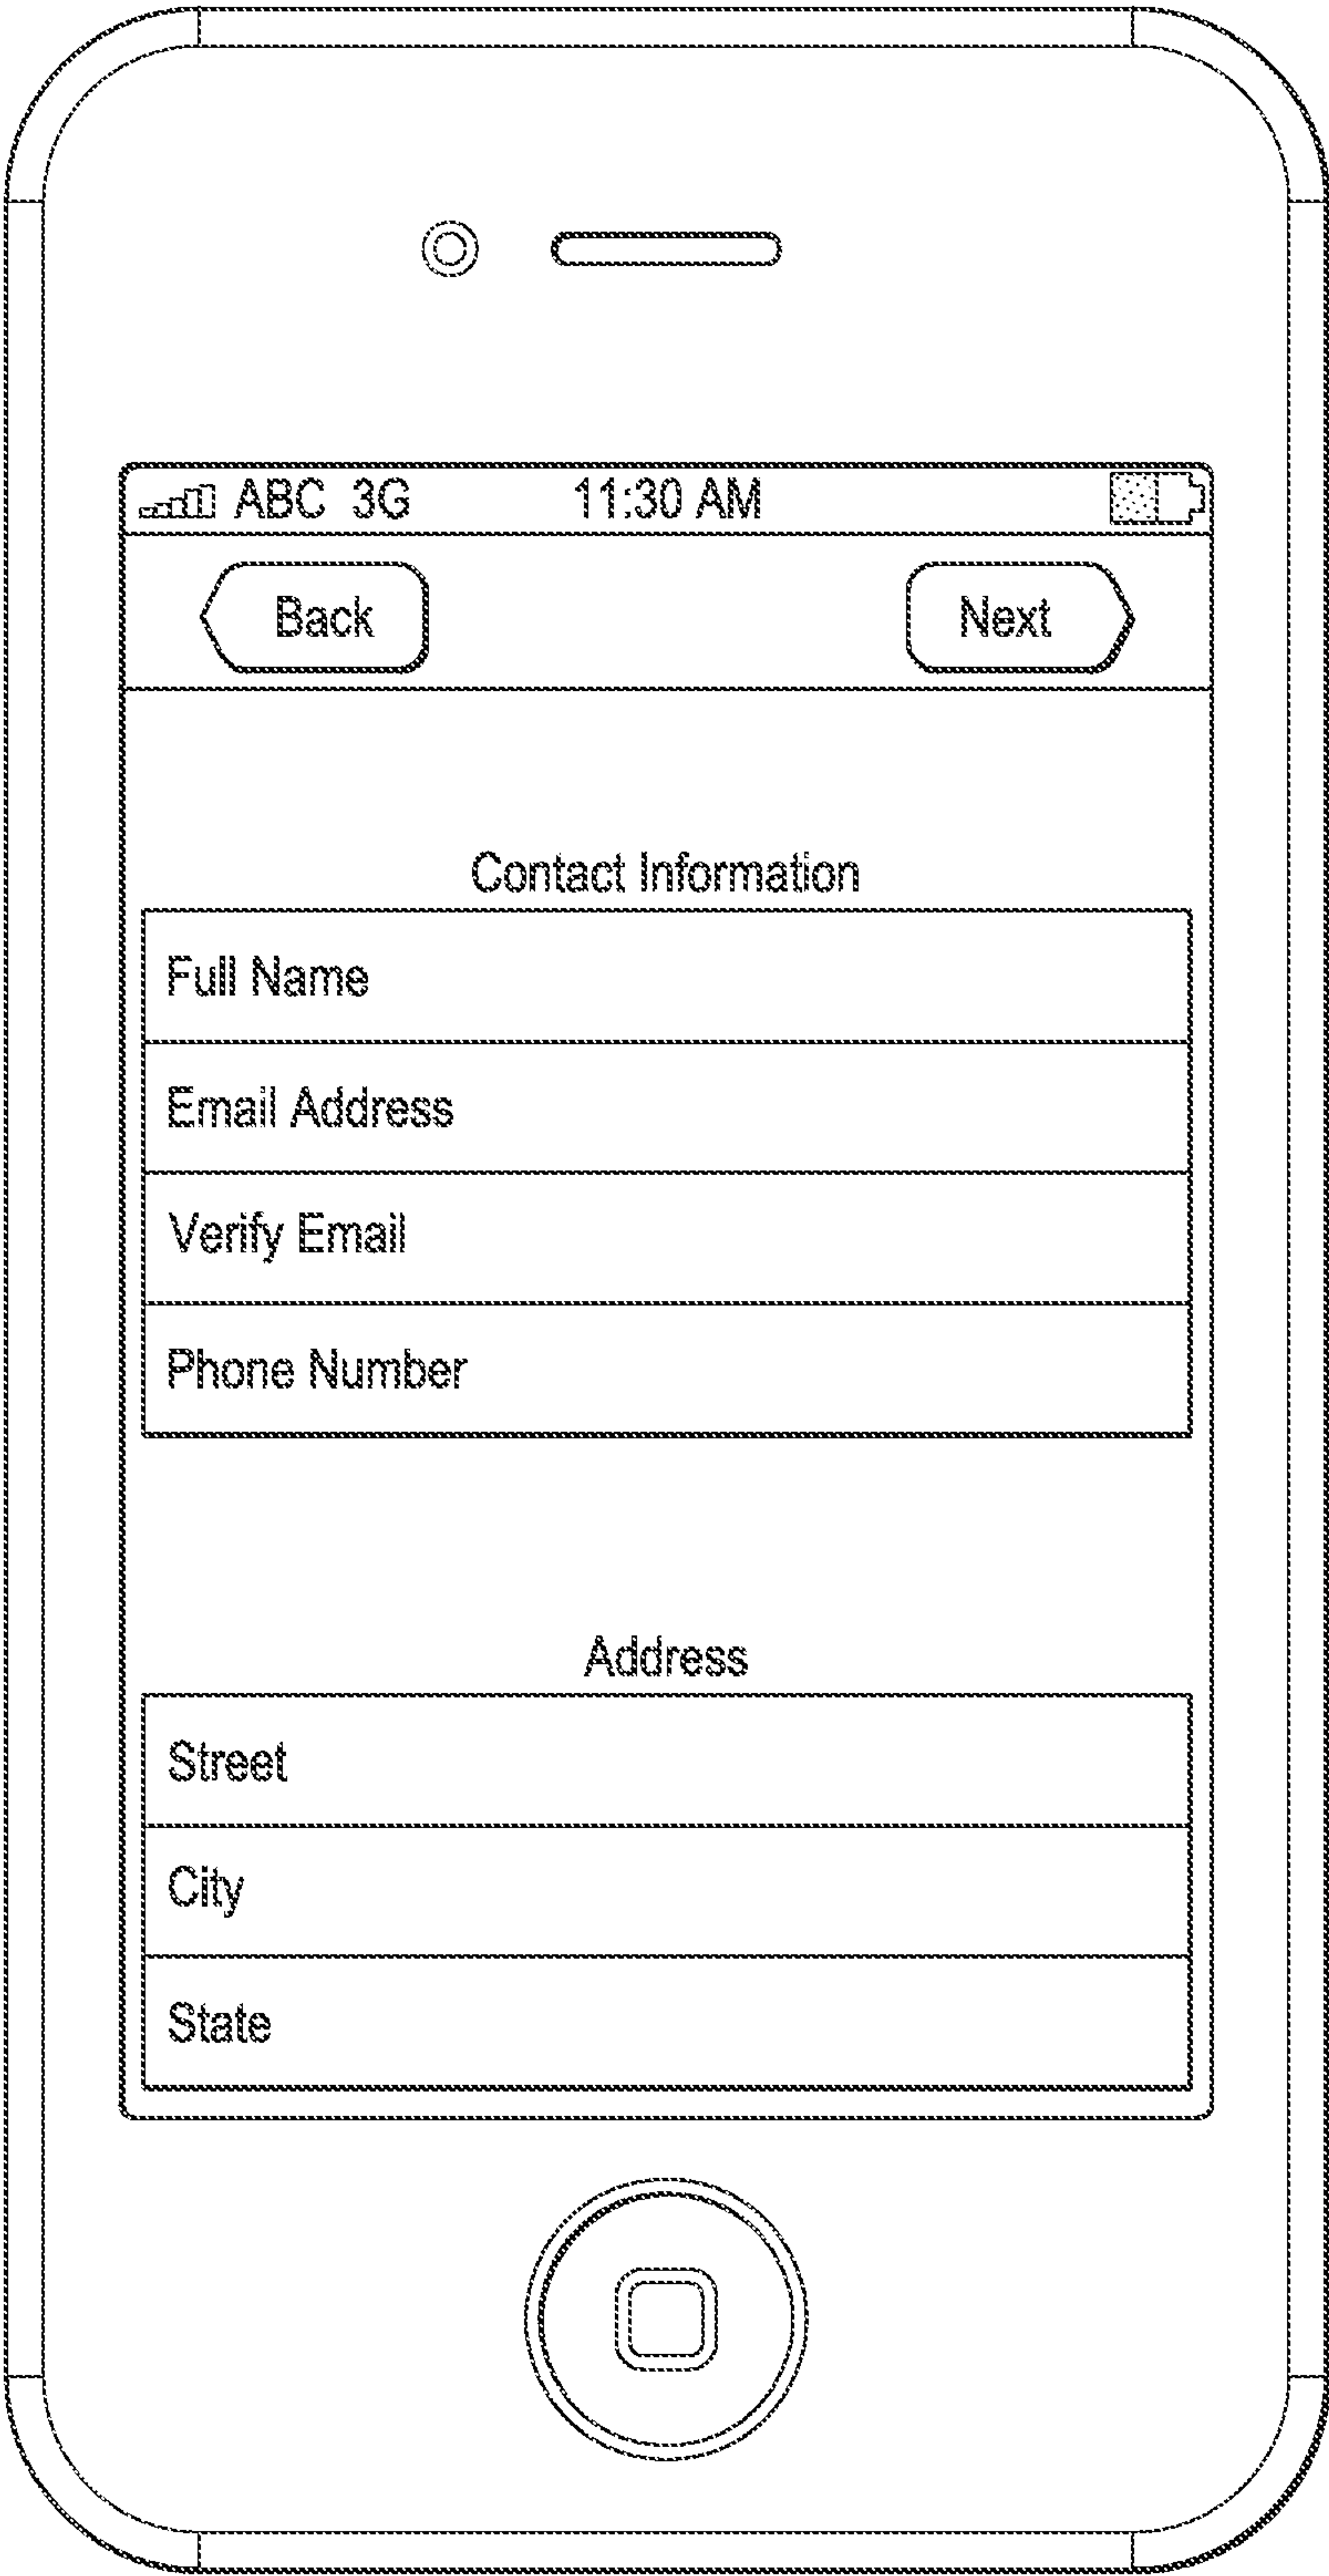 ABC 3G 11:30 AM
Back Next
Contact Information
Full Name
Email Address
Verify Email
Phone Number
Address
Street
City
State